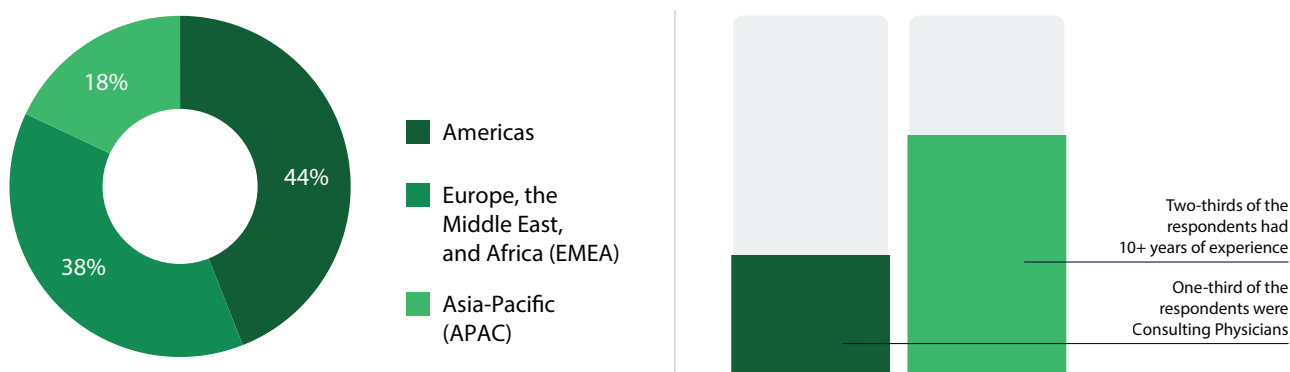 18%
44%
38%
Americas
Europe, the
Middle East,
and Africa (EMEA)
Asia-Pacific
(APAC)
Two-thirds of the
respondents had
10+ years of experience
One-third of the
respondents were
Consulting Physicians